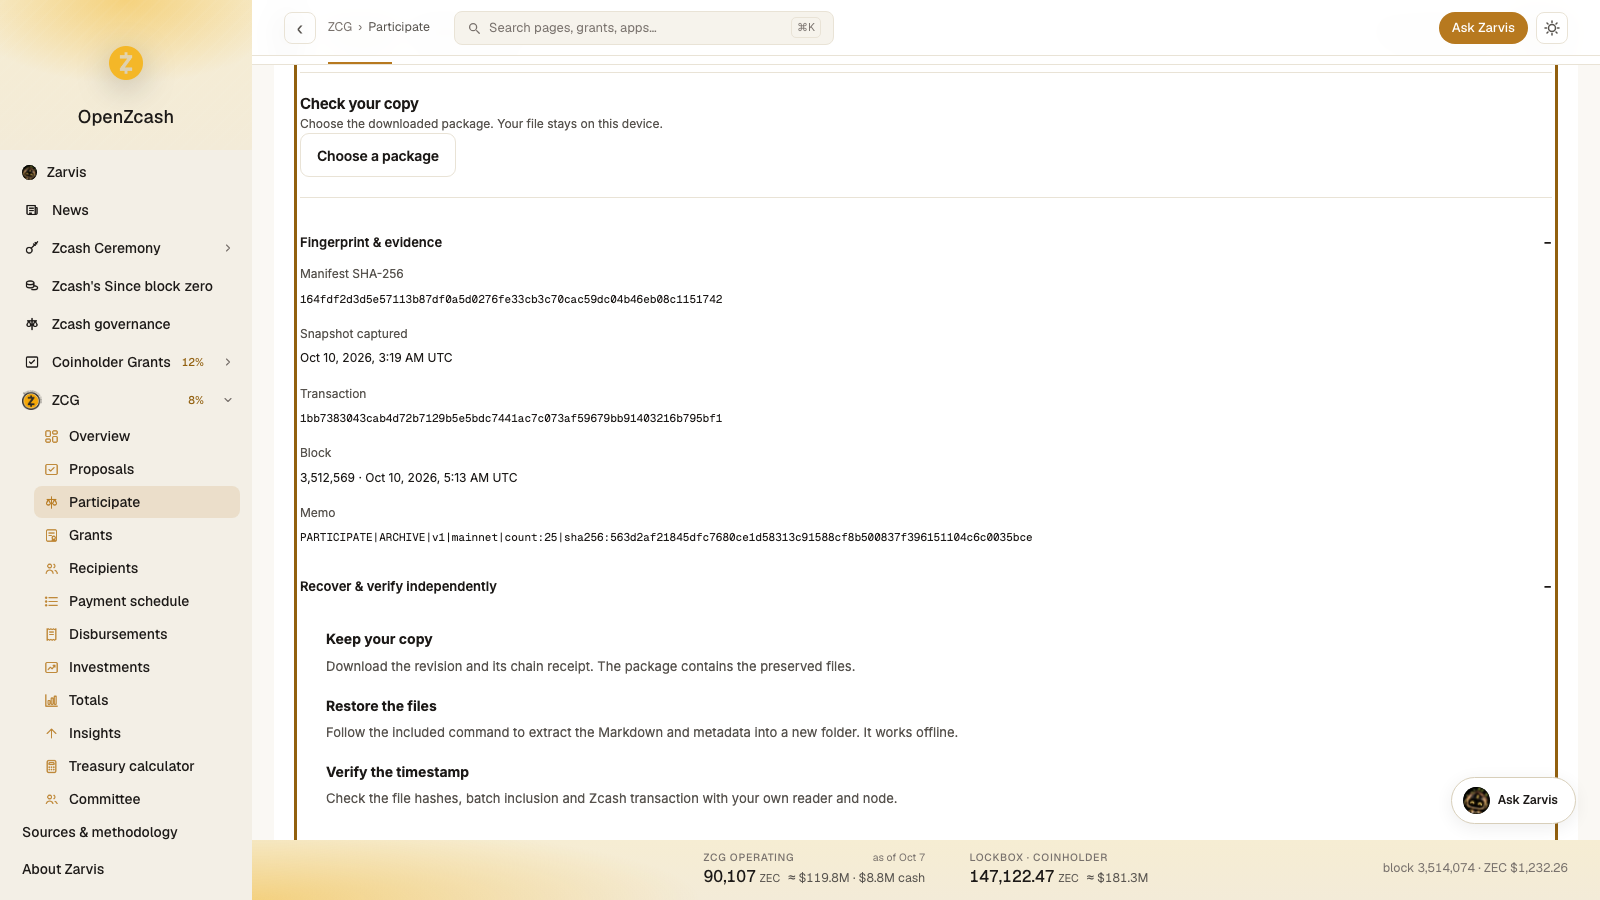 OpenZcash
Zarvis
News
Zcash Ceremony
Zcash's Since block zero
Zcash governance
Coinholder Grants 12%
ZCG 8%
Overview
Proposals
Participate
Grants
Recipients
Payment schedule
Disbursements
Investments
Totals
Insights
Treasury calculator
Committee
Sources & methodology
About Zarvis
ZCG › Participate
Search pages, grants, apps… ⌘K
Ask Zarvis
Check your copy
Choose the downloaded package. Your file stays on this device.
Choose a package
Fingerprint & evidence −
Manifest SHA-256
164fdf2d3d5e57113b87df0a5d0276fe33cb3c70cac59dc04b46eb08c1151742
Snapshot captured
Oct 10, 2026, 3:19 AM UTC
Transaction
1bb7383043cab4d72b7129b5e5bdc7441ac7c073af59679bb91403216b795bf1
Block
3,512,569 · Oct 10, 2026, 5:13 AM UTC
Memo
PARTICIPATE|ARCHIVE|v1|mainnet|count:25|sha256:563d2af21845dfc7680ce1d58313c91588cf8b500837f396151104c6c0035bce
Recover & verify independently −
Keep your copy
Download the revision and its chain receipt. The package contains the preserved files.
Restore the files
Follow the included command to extract the Markdown and metadata into a new folder. It works offline.
Verify the timestamp
Check the file hashes, batch inclusion and Zcash transaction with your own reader and node.
Ask Zarvis
ZCG OPERATING as of Oct 7
90,107 ZEC ≈ $119.8M · $8.8M cash
LOCKBOX · COINHOLDER
147,122.47 ZEC ≈ $181.3M
block 3,514,074 · ZEC $1,232.26